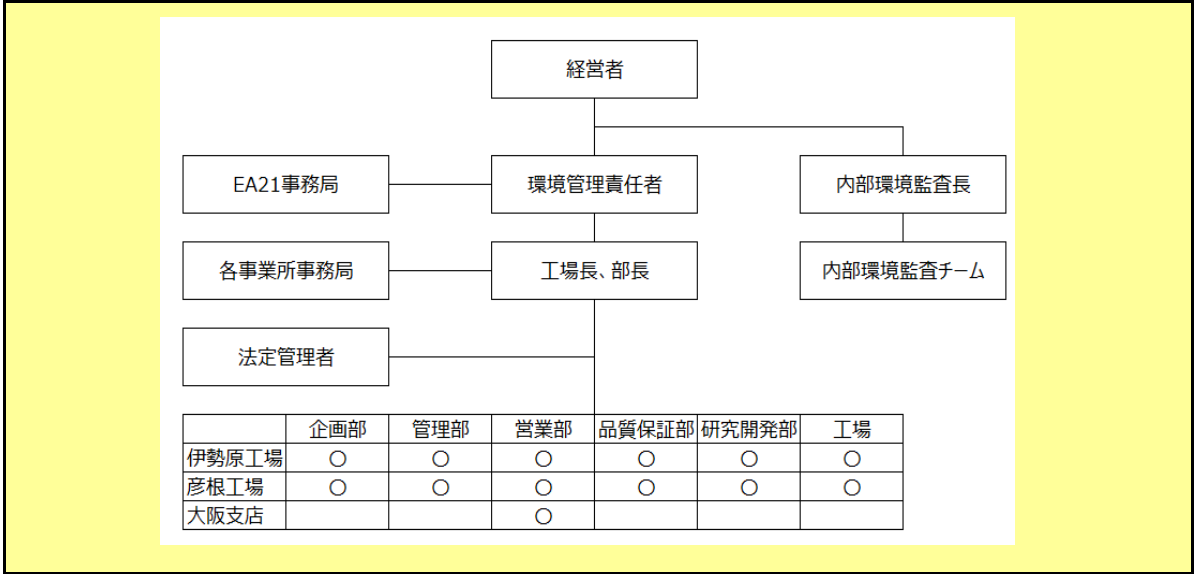 経営者
EA21事務局 環境管理責任者 内部環境監査長
各事業所事務局 工場長、部長 内部環境監査チーム
法定管理者
企画部 管理部 営業部 品質保証部 研究開発部 工場
伊勢原工場 〇 〇 〇 〇 〇 〇
彦根工場 〇 〇 〇 〇 〇 〇
大阪支店 〇